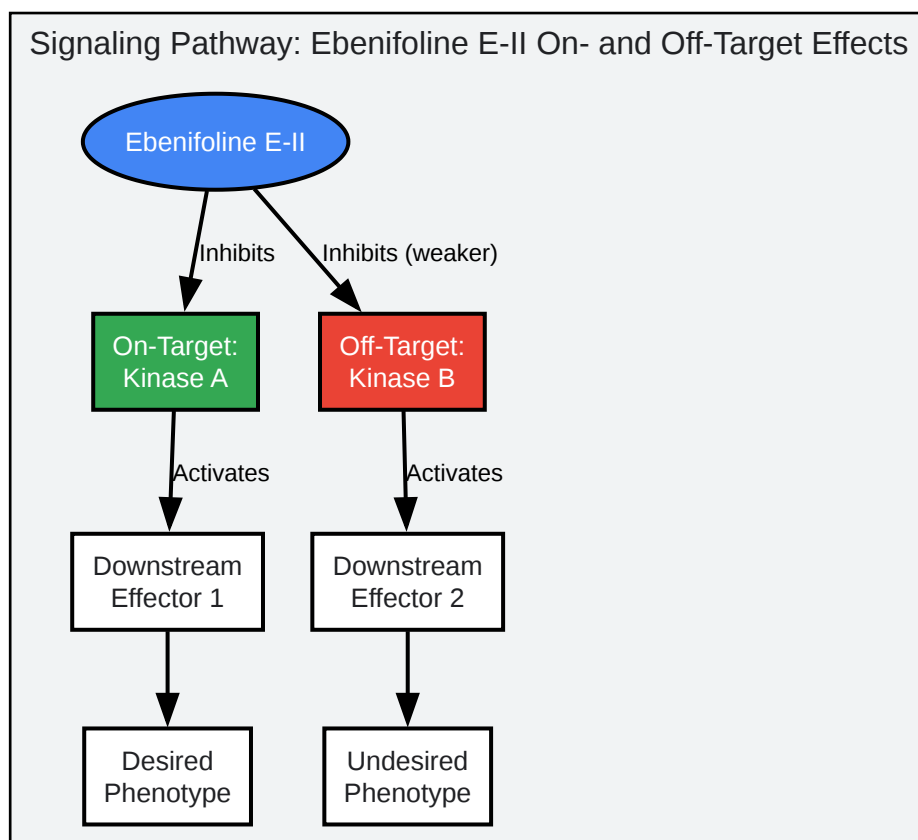 Signaling Pathway: Ebenifoline E-II On- and Off-Target Effects
Ebenifoline E-II
Inhibits
Inhibits (weaker)
On-Target:
Kinase A
Off-Target:
Kinase B
Activates
Activates
Downstream
Effector 1
Downstream
Effector 2
Desired
Phenotype
Undesired
Phenotype